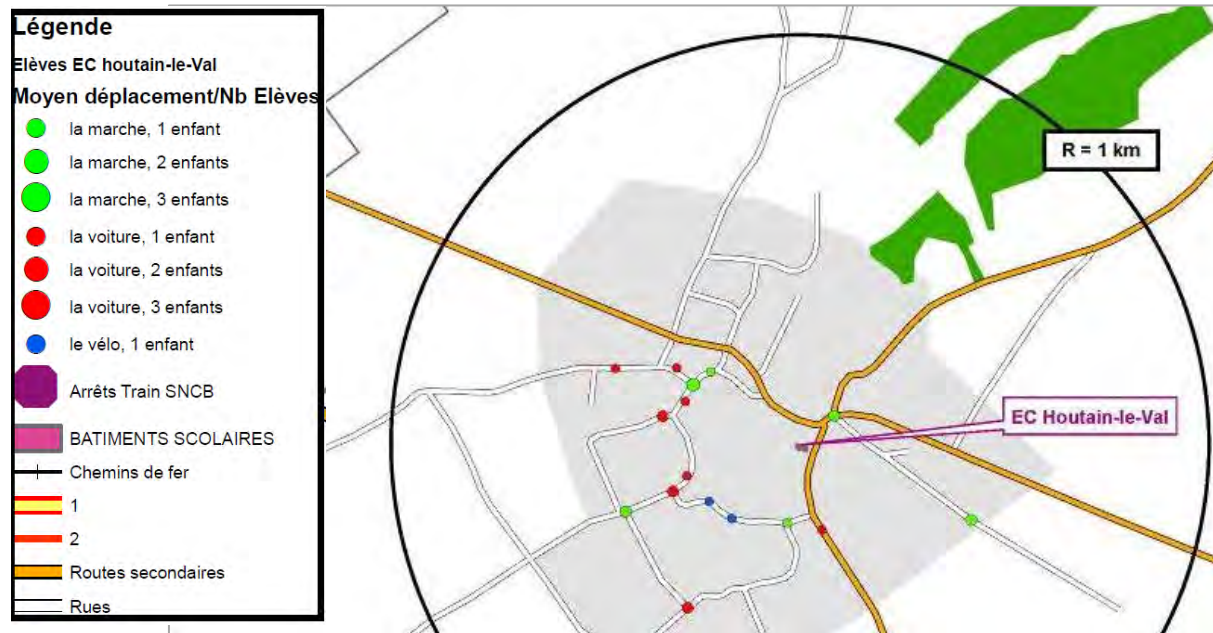 Légende
Elèves EC houtain-le-Val
Moyen déplacement/Nb Elèves
la marche, 1 enfant
la marche, 2 enfants
la marche, 3 enfants
la voiture, 1 enfant
la voiture, 2 enfants
la voiture, 3 enfants
le vélo, 1 enfant
Arrêts Train SNCB
BATIMENTS SCOLAIRES
Chemins de fer
1
2
Routes secondaires
Rues
R = 1 km
EC Houtain-le-Val